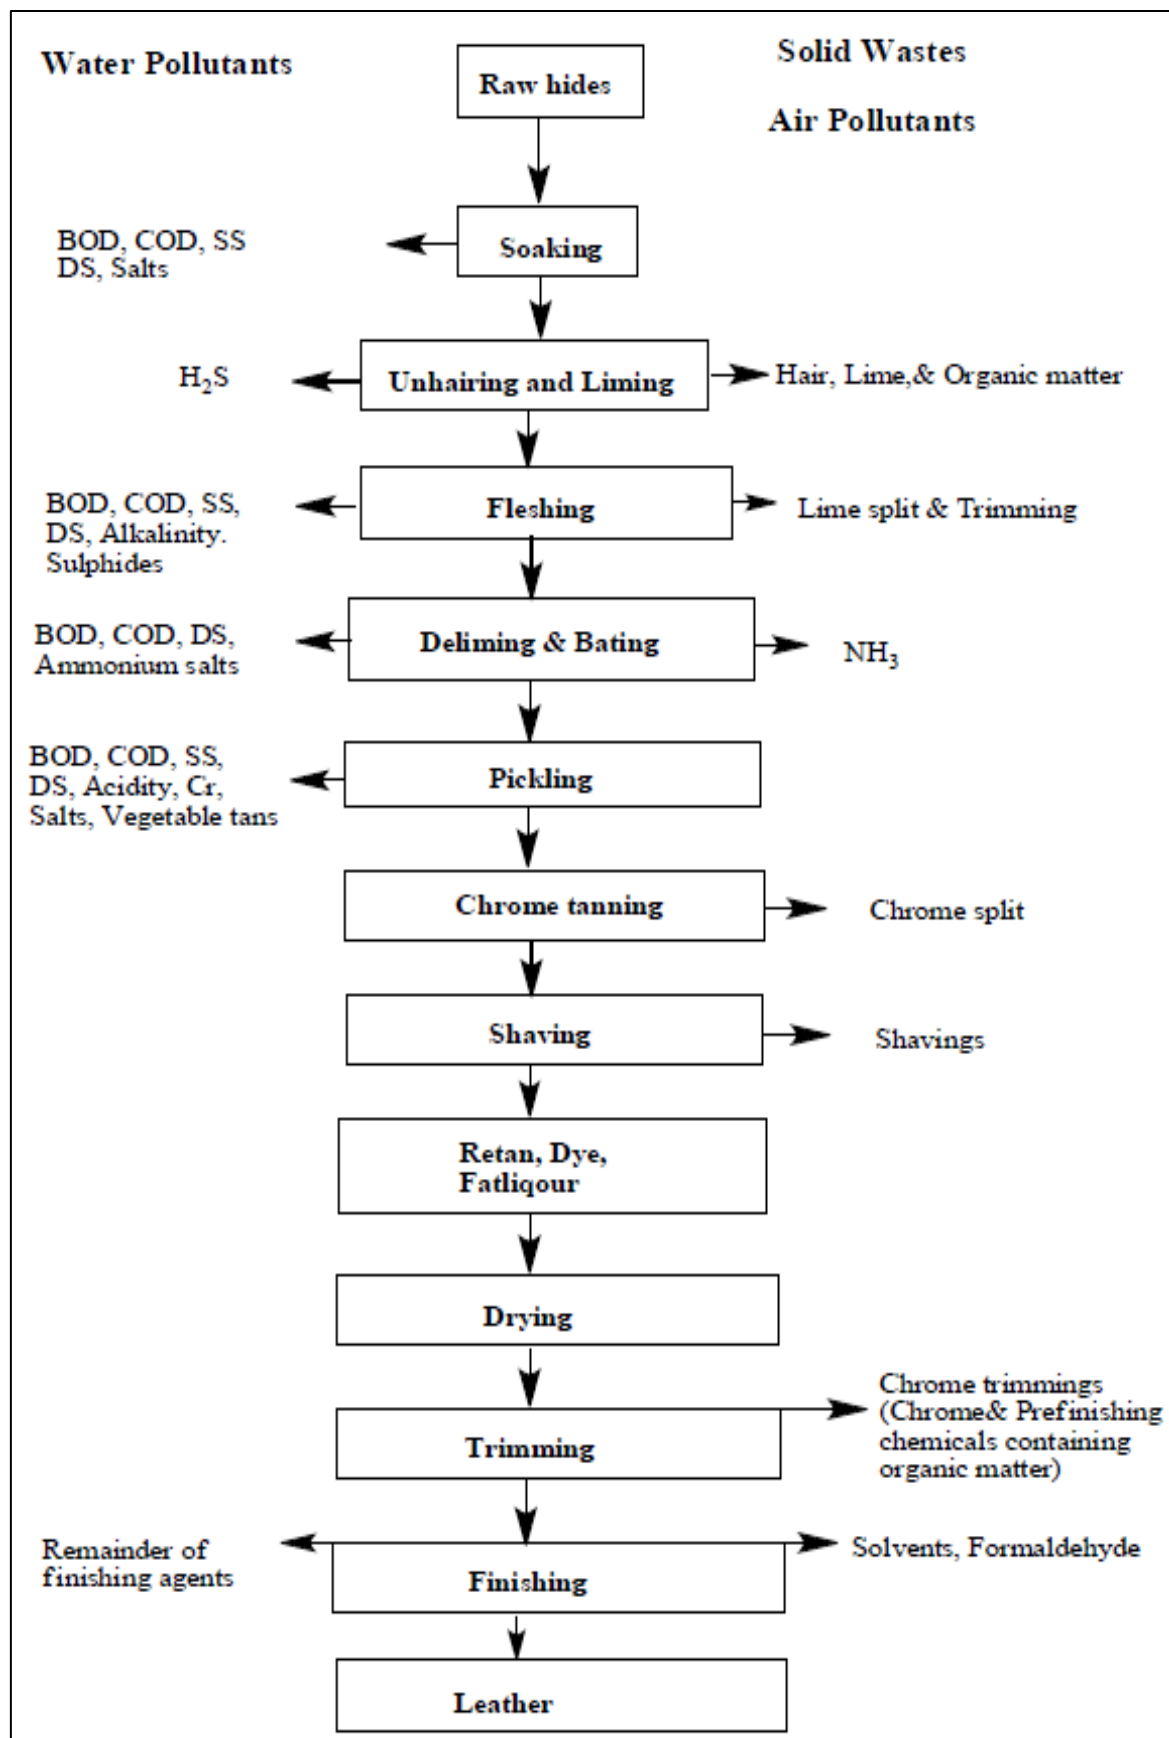 Water Pollutants
Solid Wastes
Air Pollutants
Raw hides
BOD, COD, SS
DS, Salts
Soaking
H2S
Unhairing and Liming
Hair, Lime,& Organic matter
BOD, COD, SS,
DS, Alkalinity.
Sulphides
Fleshing
Lime split & Trimming
BOD, COD, DS,
Ammonium salts
Deliming & Bating
NH3
BOD, COD, SS,
DS, Acidity, Cr,
Salts, Vegetable tans
Pickling
Chrome tanning
Chrome split
Shaving
Shavings
Retan, Dye,
Fatliqour
Drying
Trimming
Chrome trimmings
(Chrome& Prefinishing
chemicals containing
organic matter)
Remainder of
finishing agents
Finishing
Solvents, Formaldehyde
Leather